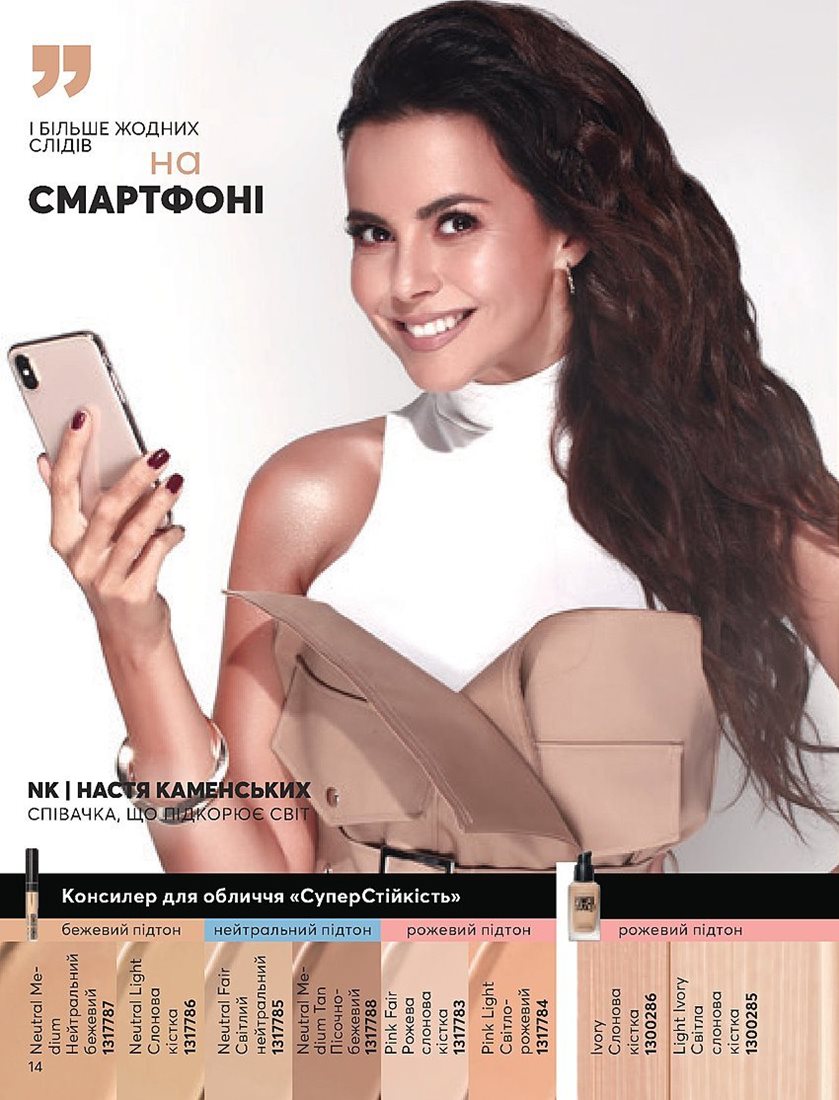 ”
І БІЛЬШЕ ЖОДНИХ
СЛІДІВ
на
СМАРТФОНІ
NK | НАСТЯ КАМЕНСЬКИХ
СПІВАЧКА, ЩО ПІДКОРЮЄ СВІТ
Консилер для обличчя «СуперСтійкість»
бежевий підтон
нейтральний підтон
рожевий підтон
рожевий підтон
Neutral Me-
dium
Нейтральний
бежевий
1317787
Neutral Light
Слонова
кістка
1317786
Neutral Fair
Світлий
нейтральний
1317785
Neutral Me-
dium Tan
Пісочно-
бежевий
1317788
Pink Fair
Рожева
слонова
кістка
1317783
Pink Light
Світло-
рожевий
1317784
Ivory
Слонова
кістка
1300286
Light Ivory
Світла
слонова
кістка
1300285
14